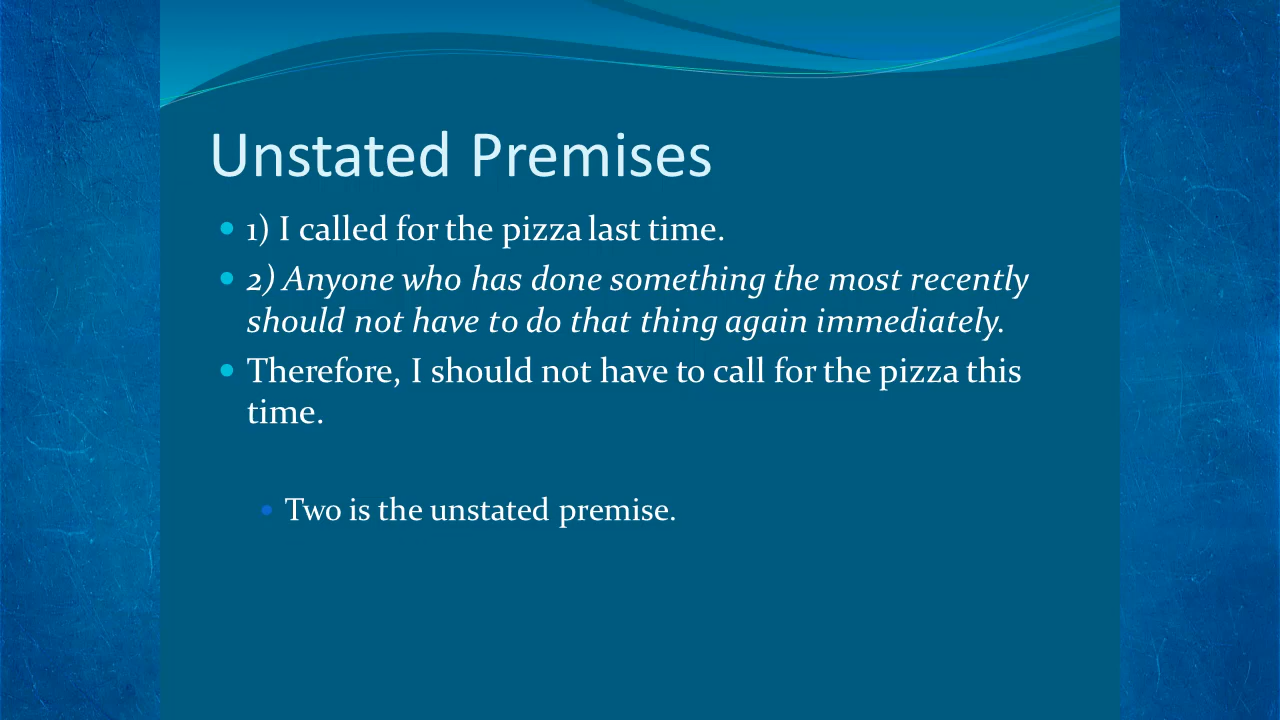 Unstated Premises
1) I called for the pizza last time.
2) Anyone who has done something the most recently
should not have to do that thing again immediately.
Therefore, I should not have to call for the pizza this
time.
Two is the unstated premise.